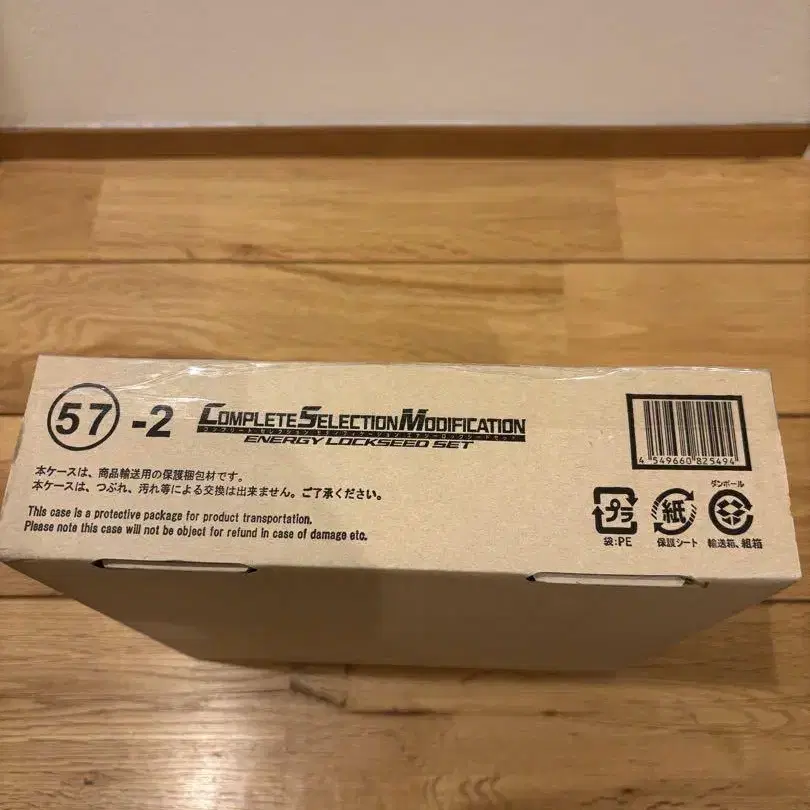 57 -2 COMPLETE SELECTION MODIFICATION
ENERGY LOCKSEED SET
本ケースは、商品輸送用の保護梱包材です。
本ケースは、つぶれ、汚れ等による交換は出来ません。ご了承ください。
This case is a protective package for product transportation.
Please note this case will not be object for refund in case of damage etc.
4 549660 825494
ダンボール
プラ 紙
袋:PE 保護シート 輸送箱、組箱